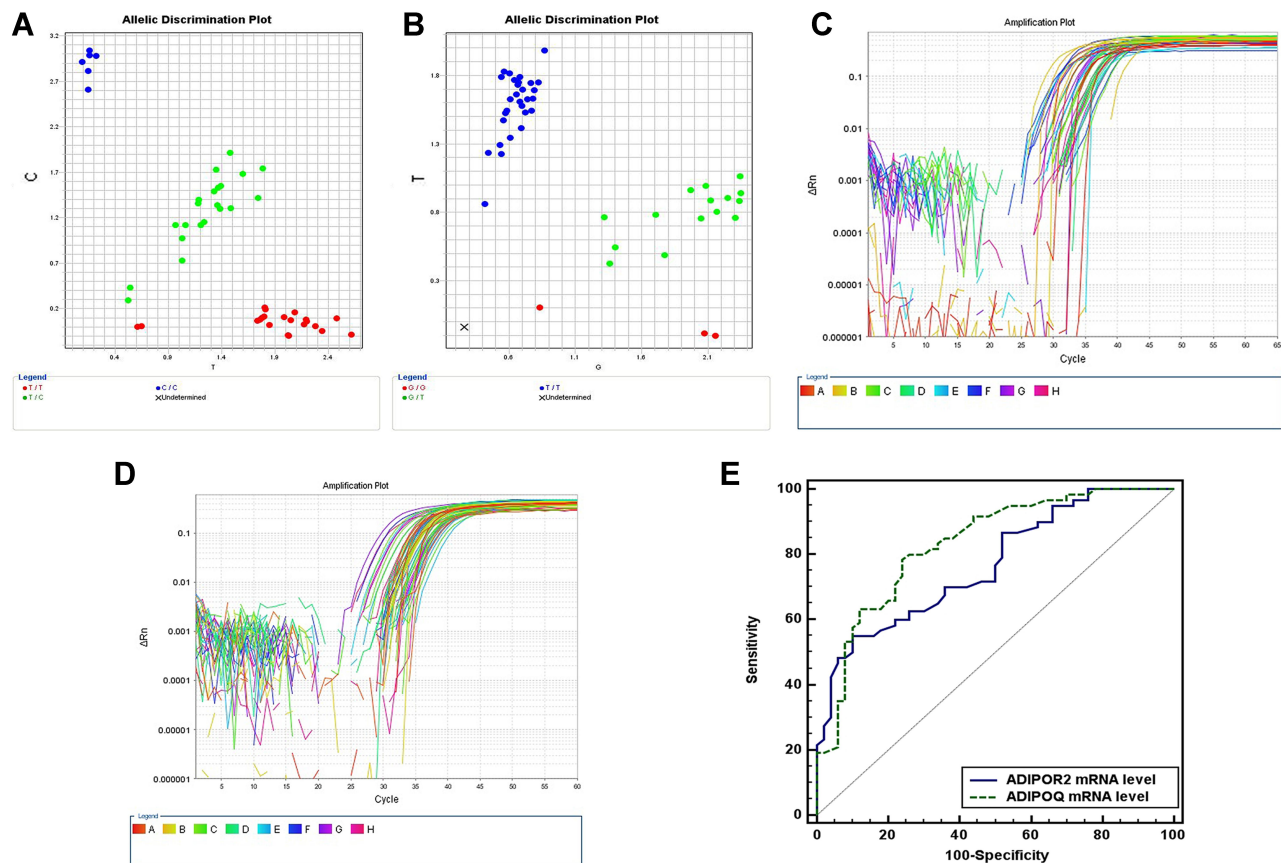 A
Allelic Discrimination Plot
3.2
2.7
2.2
1.7
1.2
0.7
0.2
C
0.4
0.9
1.4
1.9
2.4
T
Legend
T / T
C / C
T / C
Undetermined
B
Allelic Discrimination Plot
1.8
1.3
0.8
0.3
T
0.6
1.1
1.6
2.1
G
Legend
G / G
T / T
G / T
Undetermined
C
Amplification Plot
0.1
0.01
0.001
0.0001
0.00001
0.000001
ΔRn
5 10 15 20 25 30 35 40 45 50 55 60 65
Cycle
Legend
A B C D E F G H
D
Amplification Plot
0.1
0.01
0.001
0.0001
0.00001
0.000001
ΔRn
5 10 15 20 25 30 35 40 45 50 55 60
Cycle
Legend
A B C D E F G H
E
100
80
60
40
20
0
Sensitivity
ADIPOR2 mRNA level
ADIPOQ mRNA level
0 20 40 60 80 100
100-Specificity